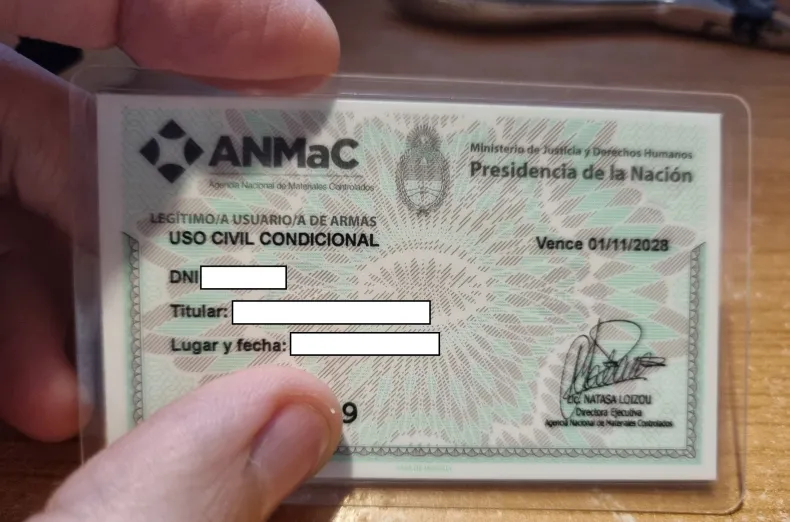 ANMaC
Agencia Nacional de Materiales Controlados
Ministerio de Justicia y Derechos Humanos
Presidencia de la Nación
LEGÍTIMO/A USUARIO/A DE ARMAS
USO CIVIL CONDICIONAL
Vence 01/11/2028
DNI
Titular:
Lugar y fecha:
9
LIC. NATASA LOIZOU
Directora Ejecutiva
Agencia Nacional de Materiales Controlados